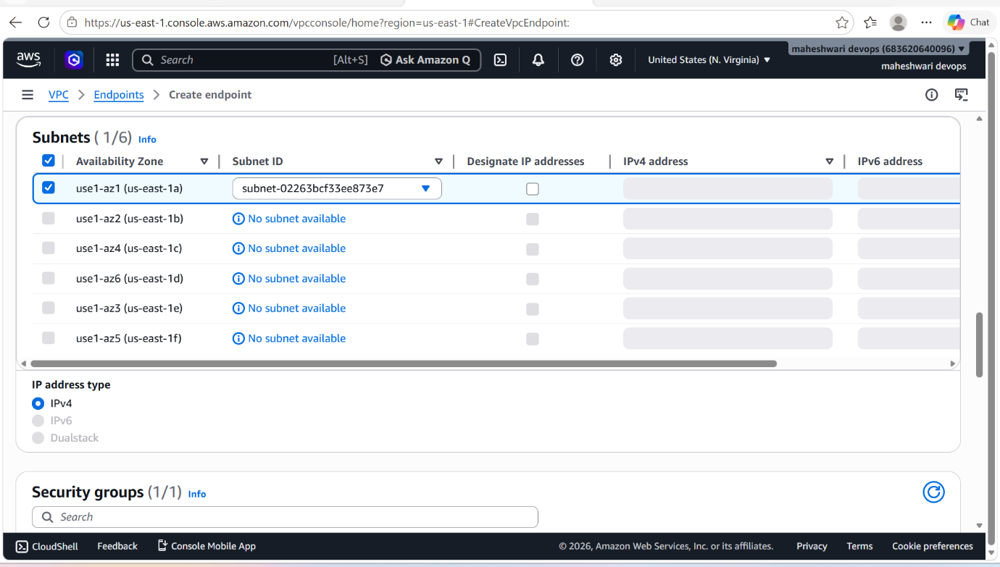 https://us-east-1.console.aws.amazon.com/vpcconsole/home?region=us-east-1#CreateVpcEndpoint:
Chat
aws
Search [Alt+S] Ask Amazon Q
United States (N. Virginia)
maheshwari devops (683620640096)
maheshwari devops
VPC Endpoints Create endpoint
Subnets ( 1/6) Info
Availability Zone Subnet ID Designate IP addresses IPv4 address IPv6 address
use1-az1 (us-east-1a) subnet-02263bcf33ee873e7
use1-az2 (us-east-1b) No subnet available
use1-az4 (us-east-1c) No subnet available
use1-az6 (us-east-1d) No subnet available
use1-az3 (us-east-1e) No subnet available
use1-az5 (us-east-1f) No subnet available
IP address type
IPv4
IPv6
Dualstack
Security groups (1/1) Info
Search
CloudShell Feedback Console Mobile App © 2026, Amazon Web Services, Inc. or its affiliates. Privacy Terms Cookie preferences